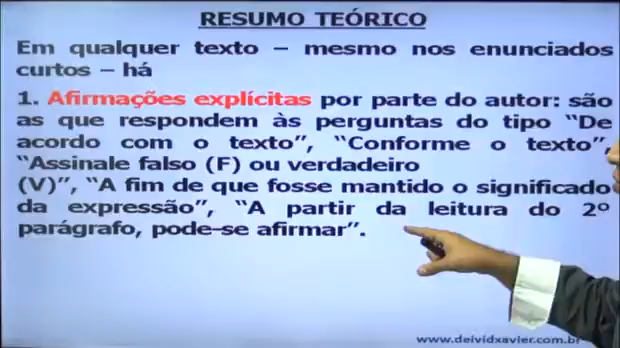 RESUMO TEÓRICO
Em qualquer texto – mesmo nos enunciados
curtos – há
1. Afirmações explícitas por parte do autor: são
as que respondem às perguntas do tipo “De
acordo com o texto”, “Conforme o texto”,
“Assinale falso (F) ou verdadeiro
(V)”, “A fim de que fosse mantido o significado
da expressão”, “A partir da leitura do 2º
parágrafo, pode-se afirmar”.
www.deividxavier.com.br